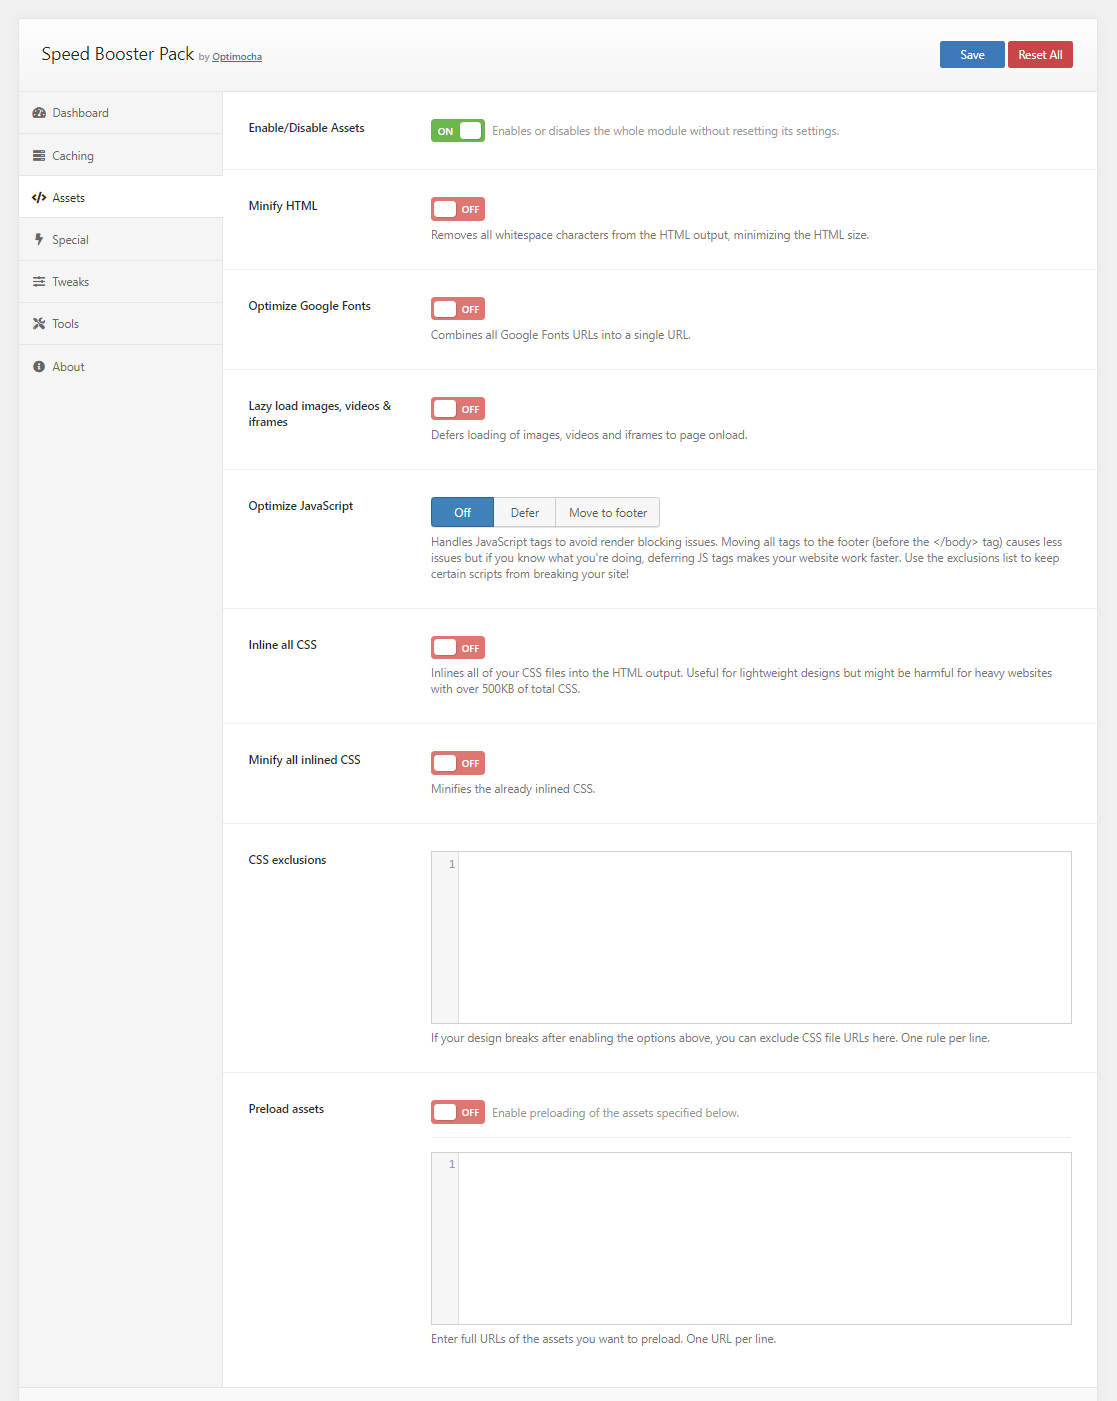 Speed Booster Pack by Optimocha
Save
Reset All
Dashboard
Caching
Assets
Special
Tweaks
Tools
About
Enable/Disable Assets
ON
Enables or disables the whole module without resetting its settings.
Minify HTML
OFF
Removes all whitespace characters from the HTML output, minimizing the HTML size.
Optimize Google Fonts
OFF
Combines all Google Fonts URLs into a single URL.
Lazy load images, videos &
iframes
OFF
Defers loading of images, videos and iframes to page onload.
Optimize JavaScript
Off
Defer
Move to footer
Handles JavaScript tags to avoid render blocking issues. Moving all tags to the footer (before the </body> tag) causes less
issues but if you know what you're doing, deferring JS tags makes your website work faster. Use the exclusions list to keep
certain scripts from breaking your site!
Inline all CSS
OFF
Inlines all of your CSS files into the HTML output. Useful for lightweight designs but might be harmful for heavy websites
with over 500KB of total CSS.
Minify all inlined CSS
OFF
Minifies the already inlined CSS.
CSS exclusions
1
If your design breaks after enabling the options above, you can exclude CSS file URLs here. One rule per line.
Preload assets
OFF
Enable preloading of the assets specified below.
1
Enter full URLs of the assets you want to preload. One URL per line.